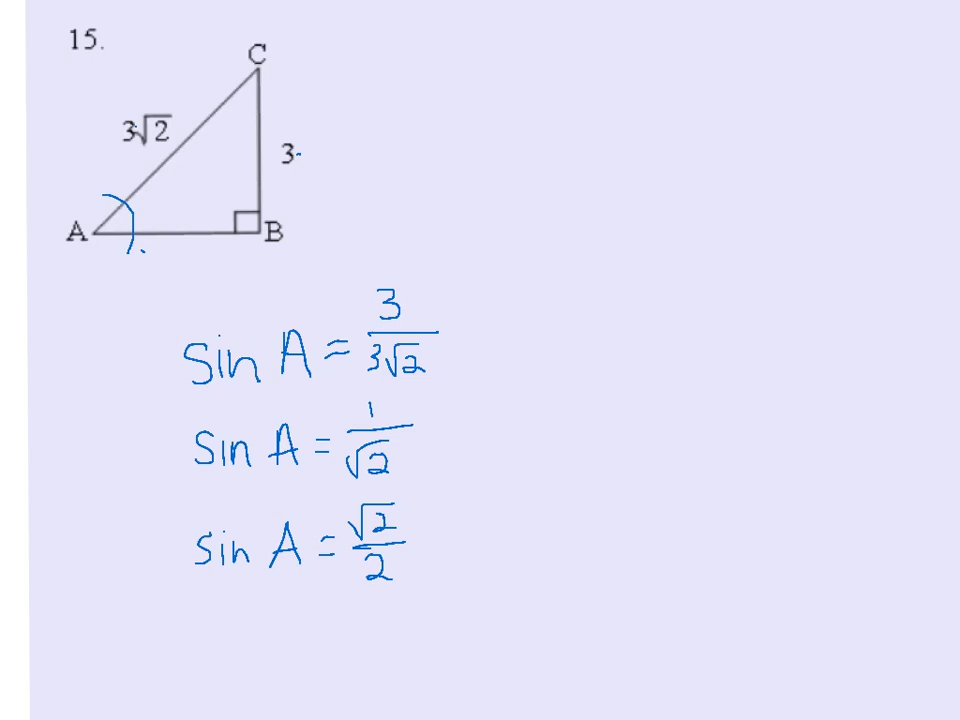 15.
C
3√2
3
A
B
sin A = 3/3√2
sin A = 1/√2
sin A = √2/2